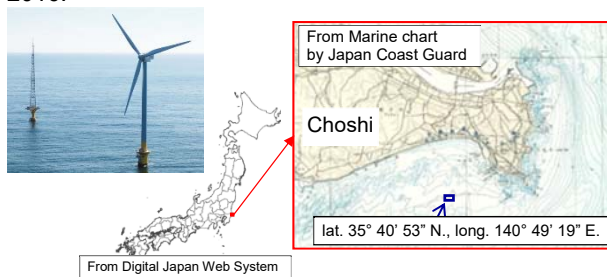 From Marine chart
by Japan Coast Guard
Choshi
lat. 35° 40’ 53” N., long. 140° 49’ 19” E.
From Digital Japan Web System